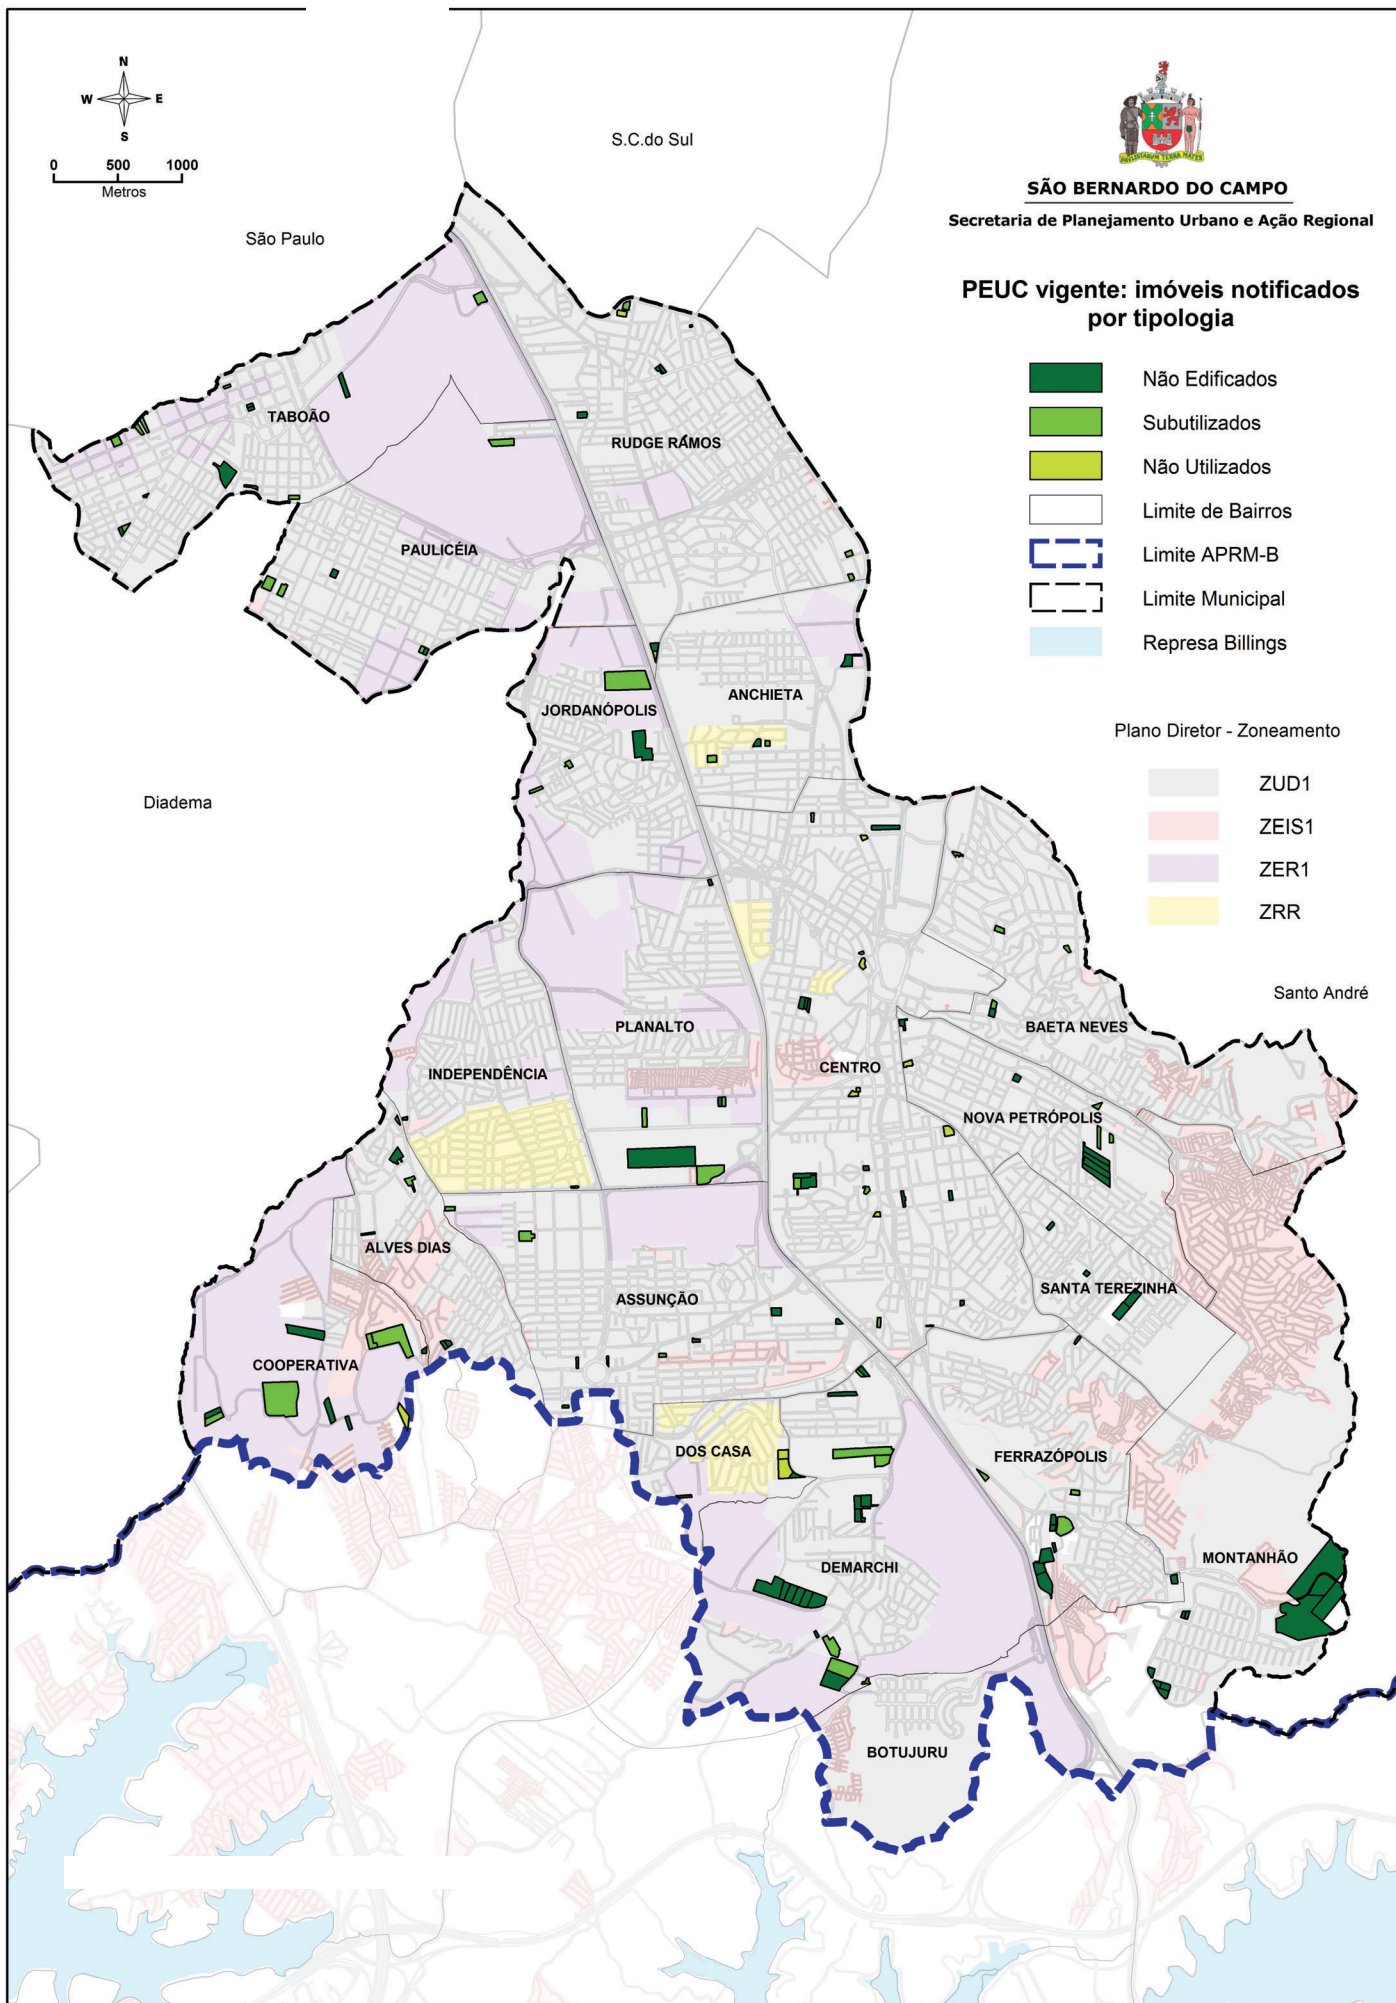 N
W E
S
0 500 1000
Metros
S.C.do Sul
São Paulo
PAULISTARVM TERRA MATER
SÃO BERNARDO DO CAMPO
Secretaria de Planejamento Urbano e Ação Regional
PEUC vigente: imóveis notificados
por tipologia
Não Edificados
Subutilizados
Não Utilizados
Limite de Bairros
Limite APRM-B
Limite Municipal
Represa Billings
Plano Diretor - Zoneamento
ZUD1
ZEIS1
ZER1
ZRR
TABOÃO
RUDGE RAMOS
PAULICÉIA
ANCHIETA
JORDANÓPOLIS
Diadema
Santo André
PLANALTO
BAETA NEVES
INDEPENDÊNCIA
CENTRO
NOVA PETRÓPOLIS
ALVES DIAS
SANTA TEREZINHA
ASSUNÇÃO
COOPERATIVA
DOS CASA
FERRAZÓPOLIS
DEMARCHI
MONTANHÃO
BOTUJURU